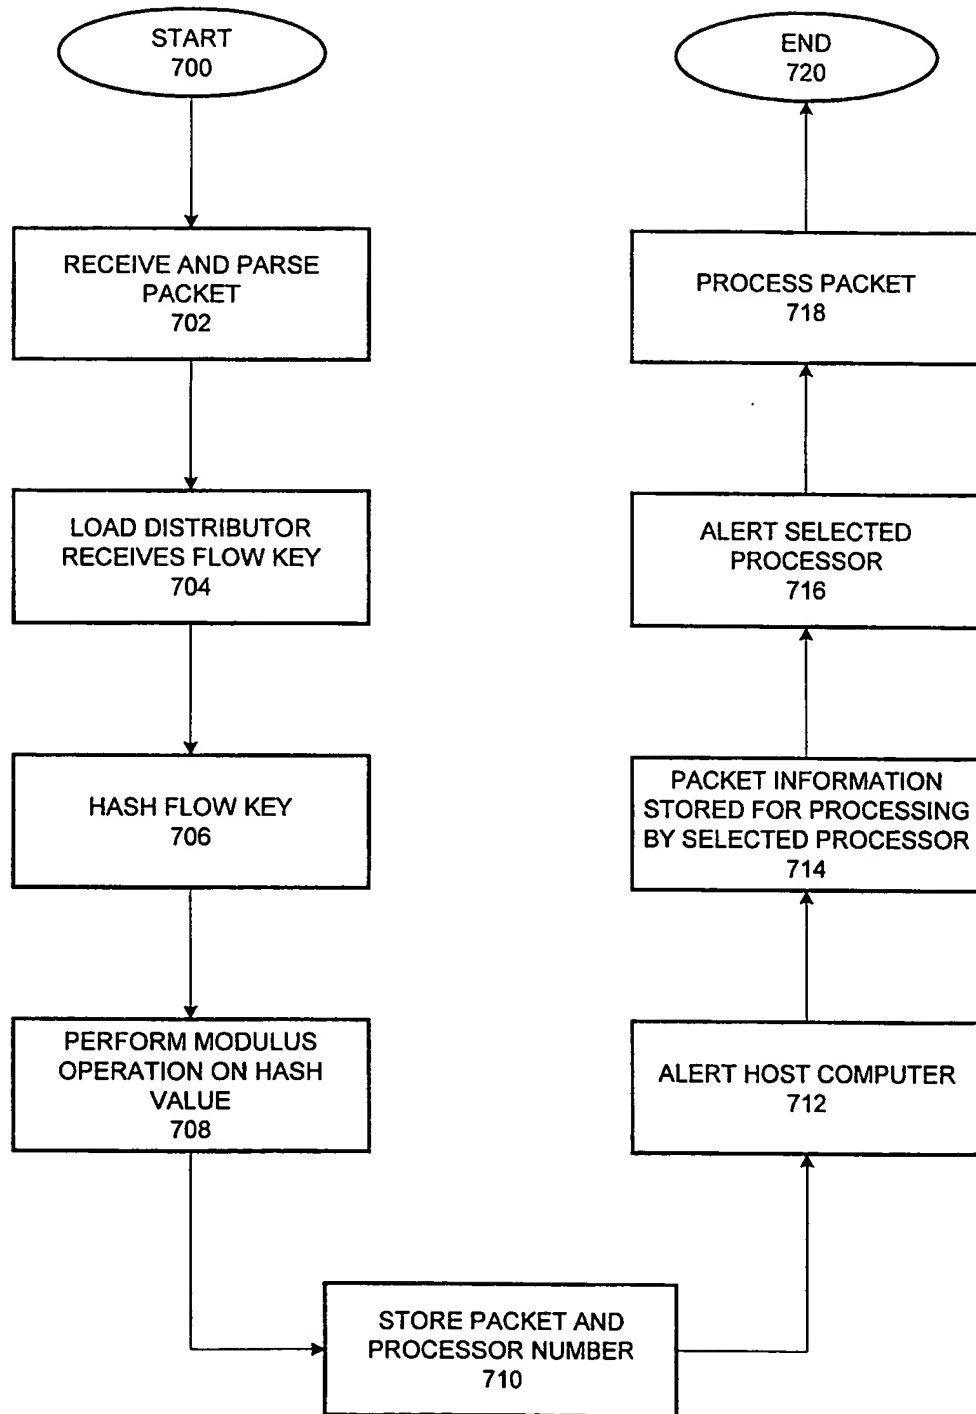 START
700
RECEIVE AND PARSE
PACKET
702
LOAD DISTRIBUTOR
RECEIVES FLOW KEY
704
HASH FLOW KEY
706
PERFORM MODULUS
OPERATION ON HASH
VALUE
708
STORE PACKET AND
PROCESSOR NUMBER
710
ALERT HOST COMPUTER
712
PACKET INFORMATION
STORED FOR PROCESSING
BY SELECTED PROCESSOR
714
ALERT SELECTED
PROCESSOR
716
PROCESS PACKET
718
END
720